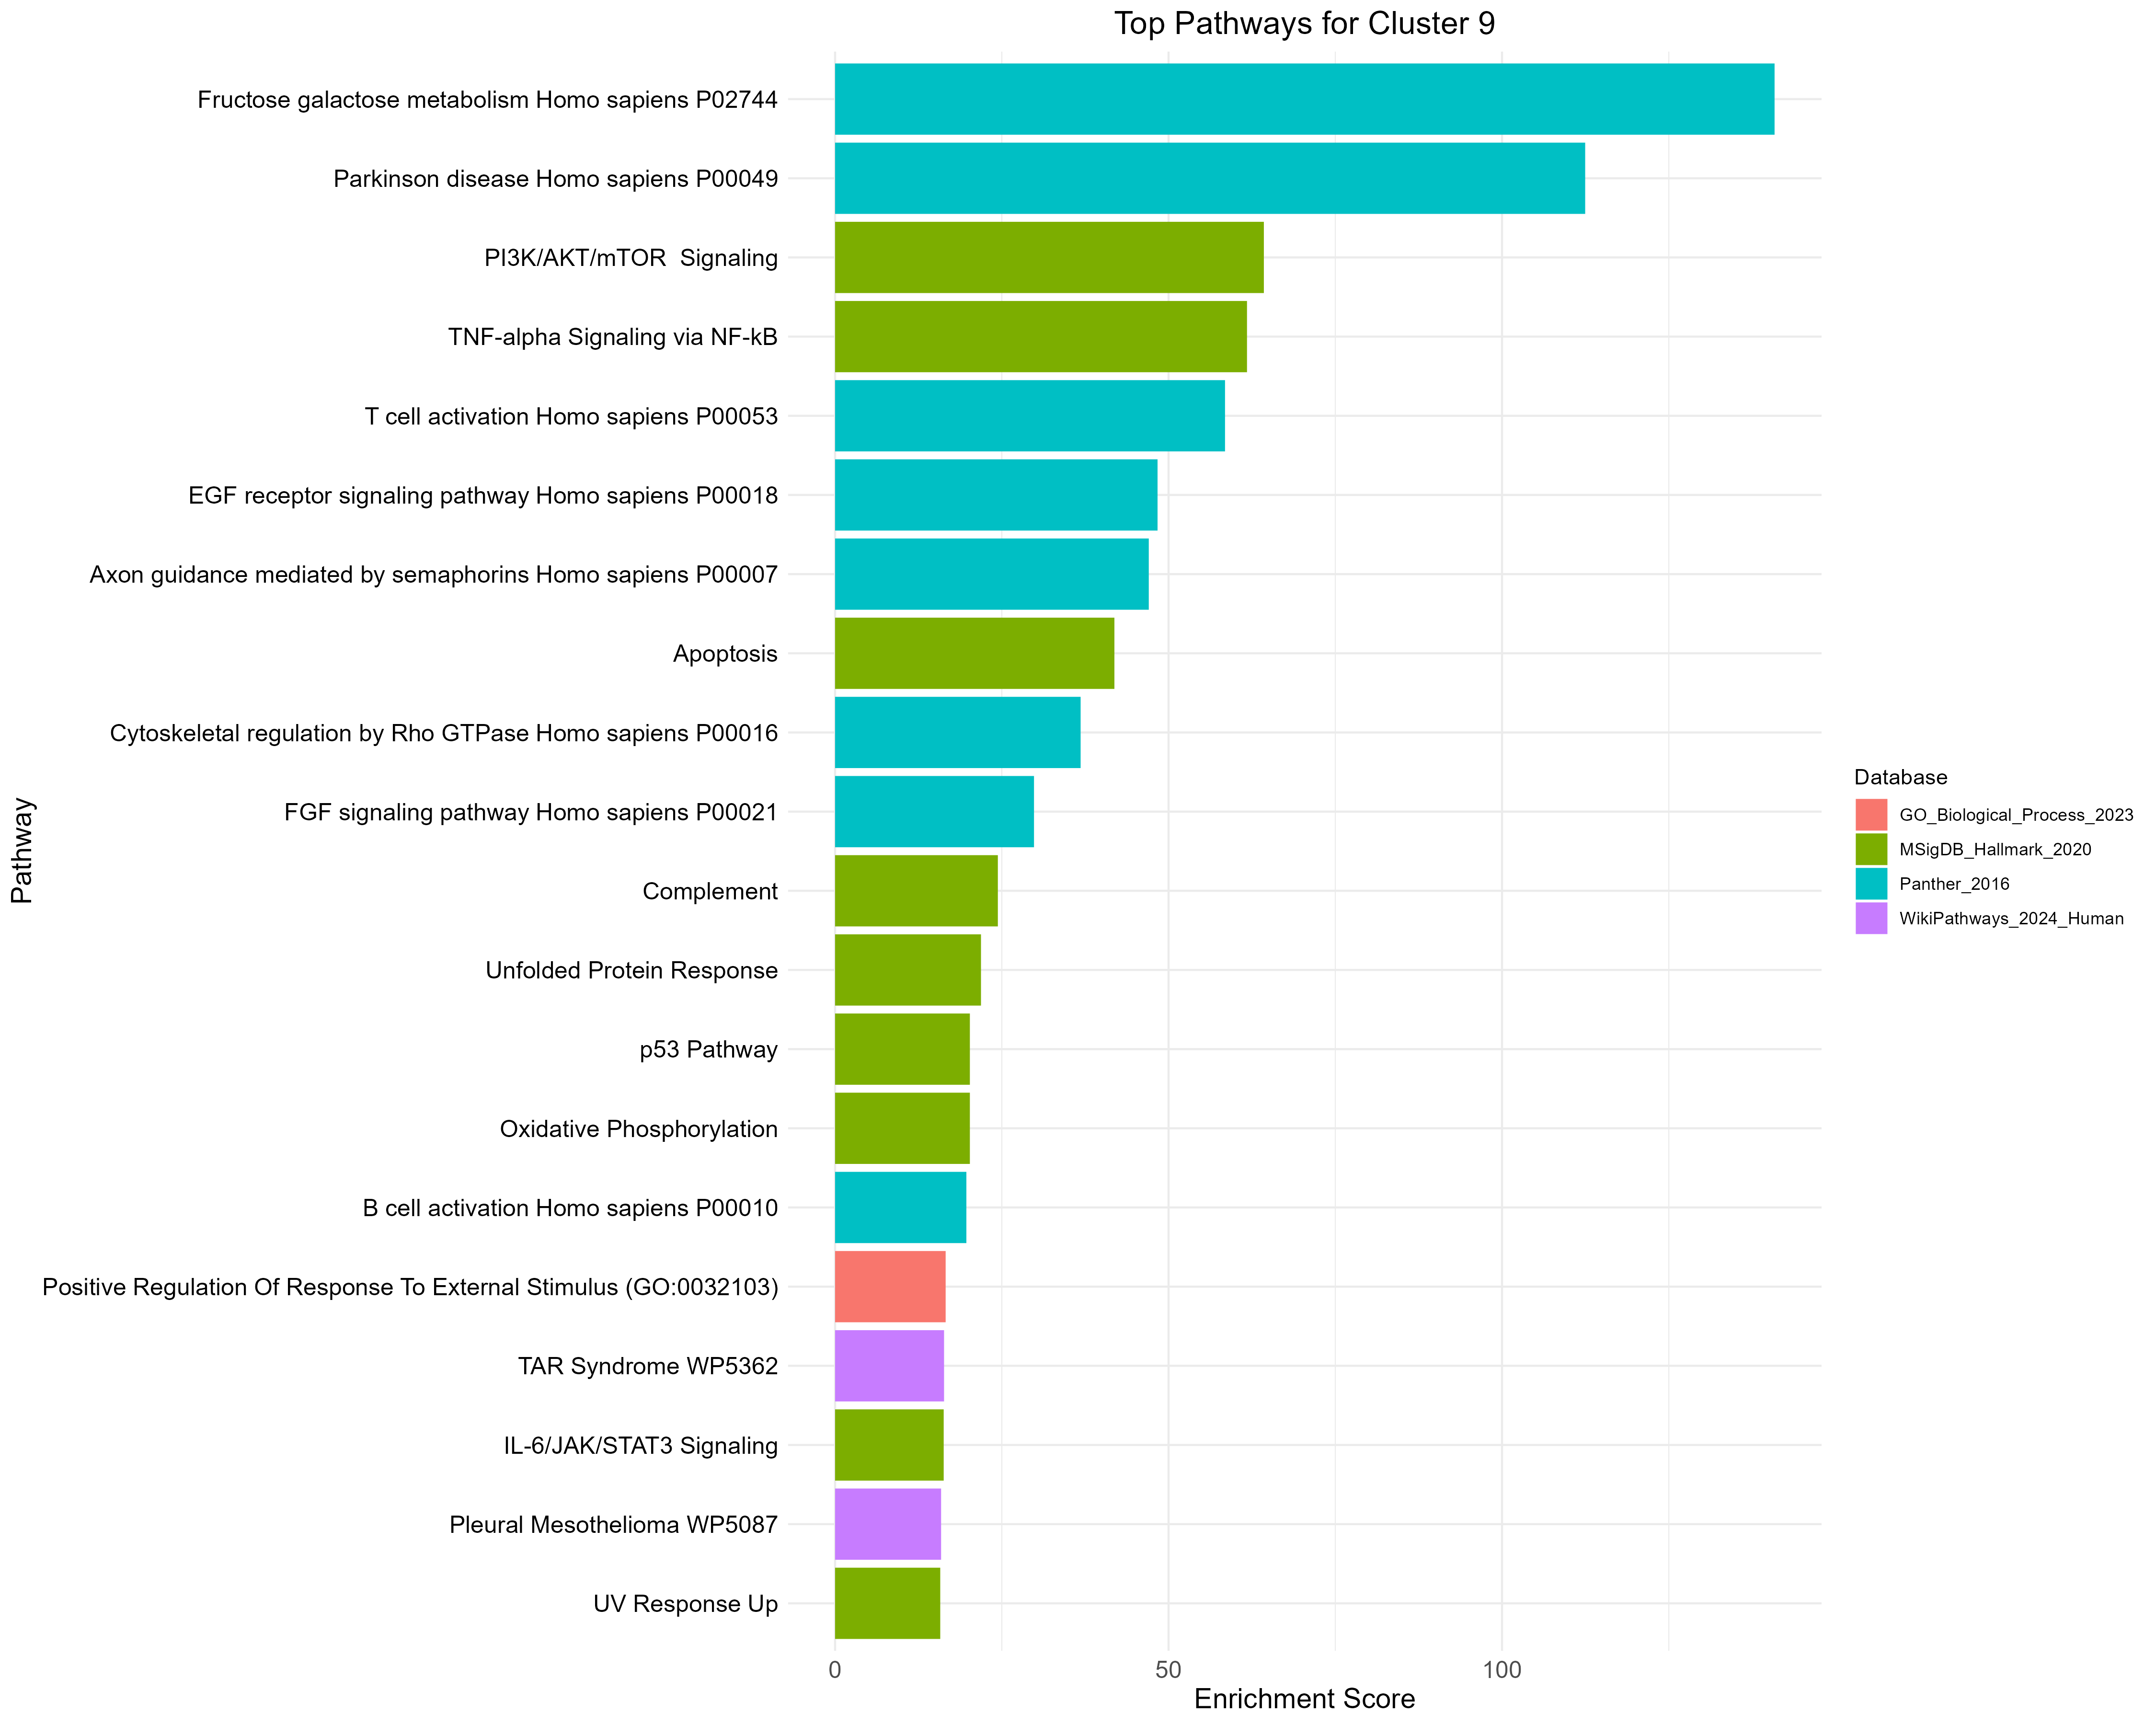 Top Pathways for Cluster 9
Fructose galactose metabolism Homo sapiens P02744
Parkinson disease Homo sapiens P00049
PI3K/AKT/mTOR  Signaling
TNF-alpha Signaling via NF-kB
T cell activation Homo sapiens P00053
EGF receptor signaling pathway Homo sapiens P00018
Axon guidance mediated by semaphorins Homo sapiens P00007
Apoptosis
Cytoskeletal regulation by Rho GTPase Homo sapiens P00016
FGF signaling pathway Homo sapiens P00021
Complement
Unfolded Protein Response
p53 Pathway
Oxidative Phosphorylation
B cell activation Homo sapiens P00010
Positive Regulation Of Response To External Stimulus (GO:0032103)
TAR Syndrome WP5362
IL-6/JAK/STAT3 Signaling
Pleural Mesothelioma WP5087
UV Response Up
Pathway
0 50 100
Enrichment Score
Database
GO_Biological_Process_2023
MSigDB_Hallmark_2020
Panther_2016
WikiPathways_2024_Human